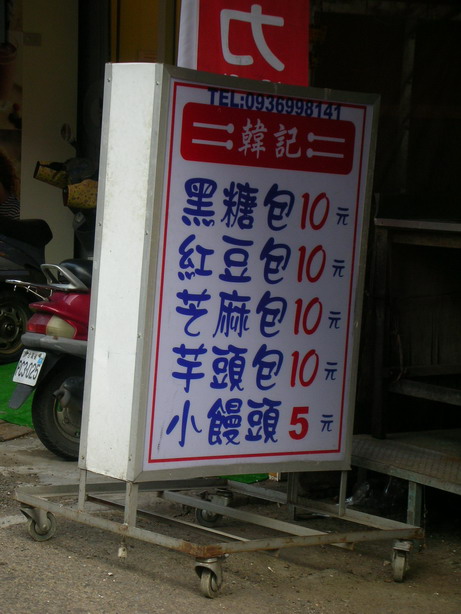 力
TEL:0936998141
韓記
黑糖包10元
紅豆包10元
芝麻包10元
芋頭包10元
小饅頭5元